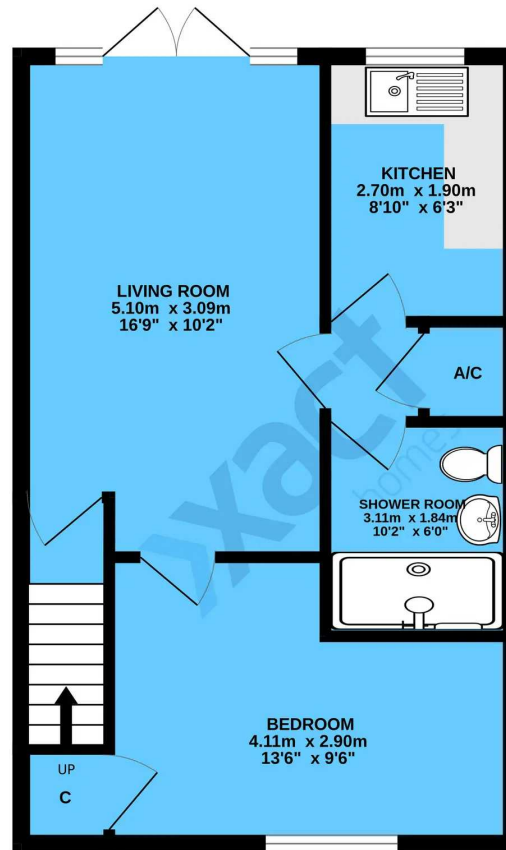 KITCHEN
2.70m x 1.90m
8'10" x 6'3"
LIVING ROOM
5.10m x 3.09m
16'9" x 10'2"
A/C
xact
homes
SHOWER ROOM
3.11m x 1.84m
10'2" x 6'0"
BEDROOM
4.11m x 2.90m
13'6" x 9'6"
UP
C